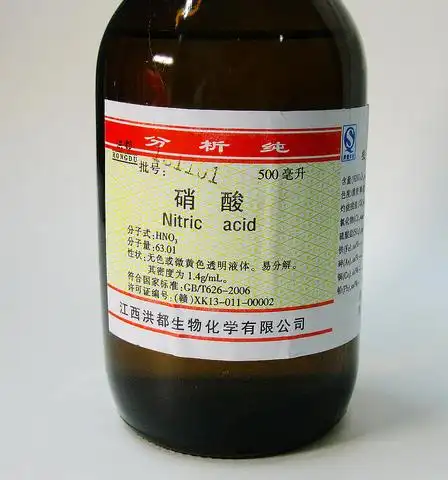 分析纯
HONGDU
批号:
500 毫升
硝酸
Nitric acid
分子式:HNO₃
分子量:63.01
性状:无色或微黄色透明液体。易分解。
其密度为 1.4g/mL。
符合国家标准:GB/T626-2006
许可证编号:(赣)XK13-011-00002
江西洪都生物化学有限公司